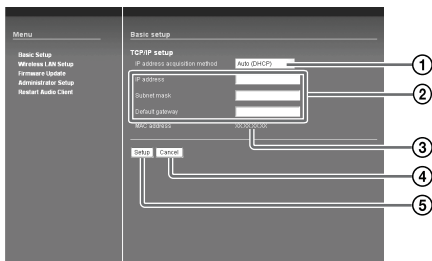 Menu
Basic Setup
Wireless LAN Setup
Firmware Update
Administrator Setup
Restart Audio Client
Basic setup
TCP/IP setup
IP address acquisition method Auto (DHCP)
IP address
Subnet mask
Default gateway
MAC address XX:XX:XX:XX
Setup Cancel
1
2
3
4
5